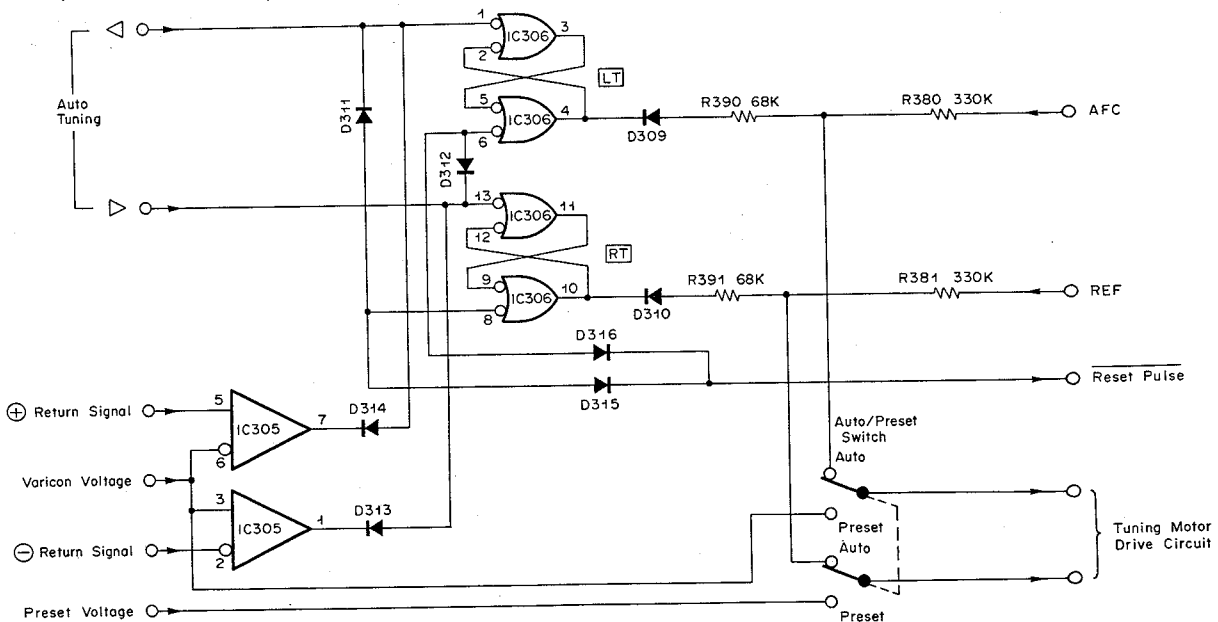 1
IC306
3
2
LT
Auto
Tuning
D311
5
IC306
4
6
D309
R390 68K
R380 330K
AFC
D312
13
IC306
11
12
RT
9
IC306
10
8
D310
R391 68K
R381 330K
REF
D316
D315
Reset Pulse
⊕ Return Signal
5
IC305
7
6
D314
Varicon Voltage
3
IC305
1
2
D313
⊖ Return Signal
Preset Voltage
Auto/Preset
Switch
Auto
Preset
Auto
Preset
Tuning Motor
Drive Circuit